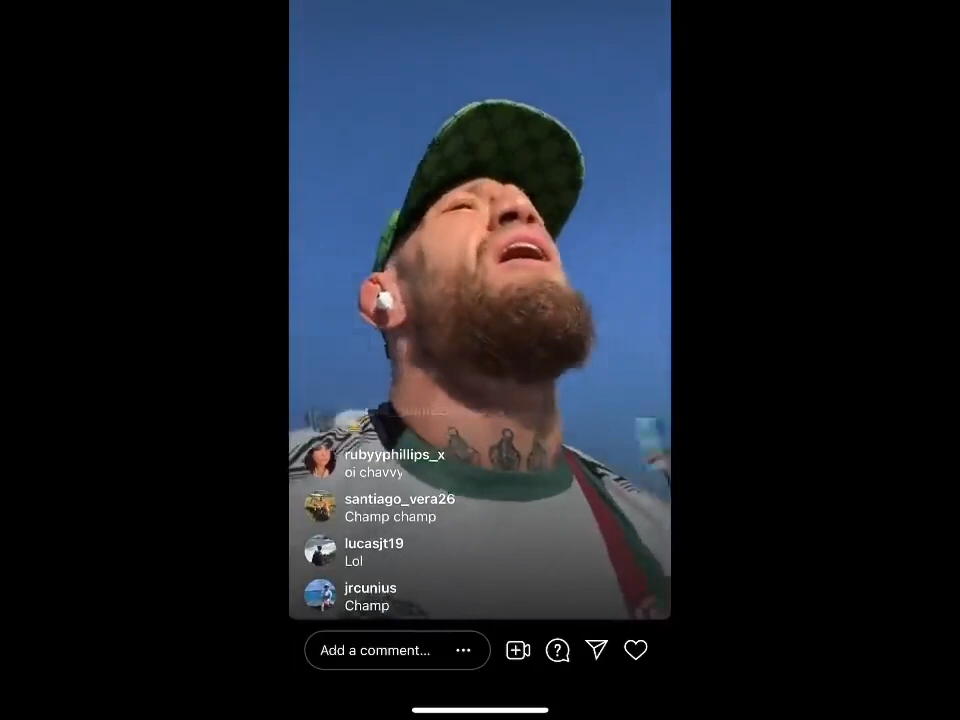 rubyyphillips_x
oi chavvy
santiago_vera26
Champ champ
lucasjt19
Lol
jrcunius
Champ
Add a comment...